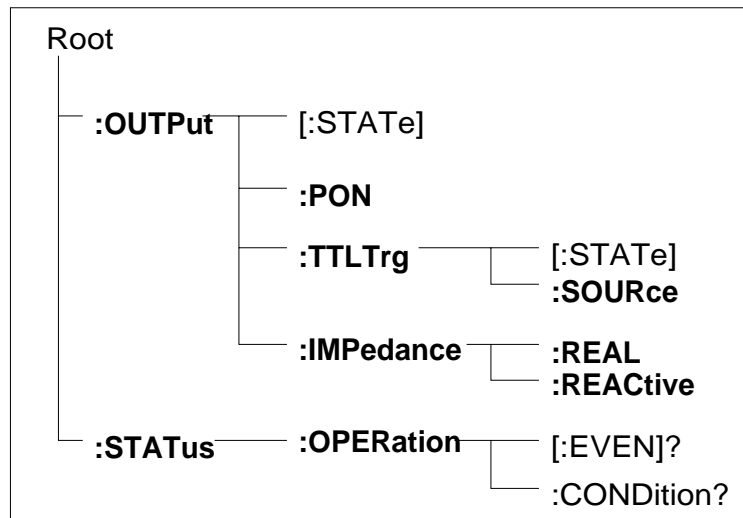 Root
:OUTPut [:STATe]
:PON
:TTLTrg [:STATe]
:SOURce
:IMPedance :REAL
:REACtive
:STATus :OPERation [:EVEN]?
:CONDition?